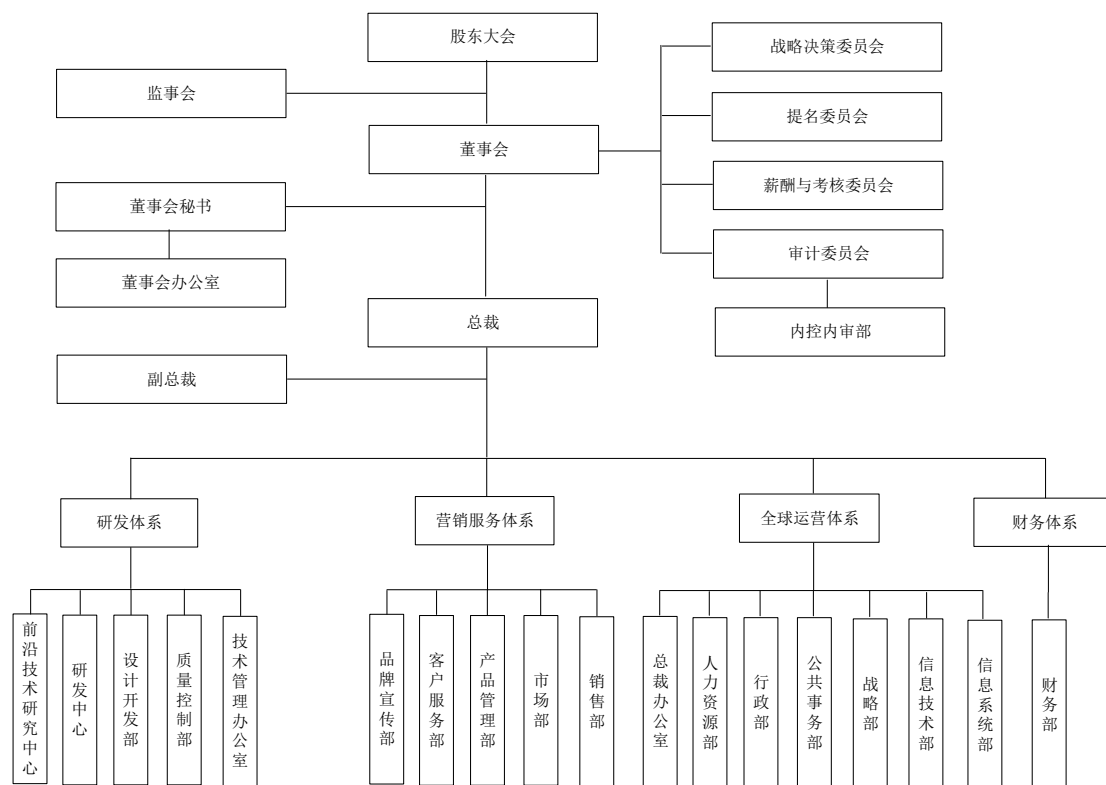 股东大会
战略决策委员会
监事会
提名委员会
董事会
薪酬与考核委员会
董事会秘书
审计委员会
董事会办公室
总裁
内控内审部
副总裁
研发体系
营销服务体系
全球运营体系
财务体系
前沿技术研究中心
研发中心
设计开发部
质量控制部
技术管理办公室
品牌宣传部
客户服务部
产品管理部
市场部
销售部
总裁办公室
人力资源部
行政部
公共事务部
战略部
信息技术部
信息系统部
财务部